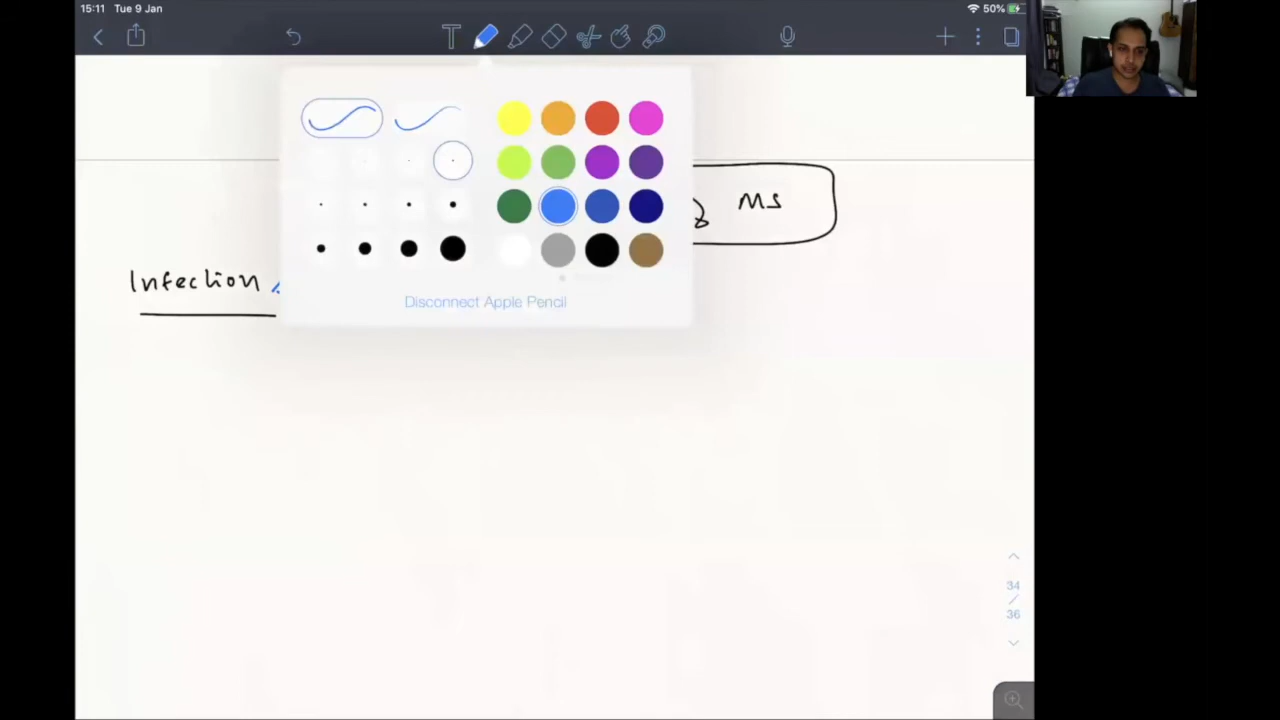 15:11 Tue 9 Jan 50%
T
MS
Infection
Disconnect Apple Pencil
34
/
36